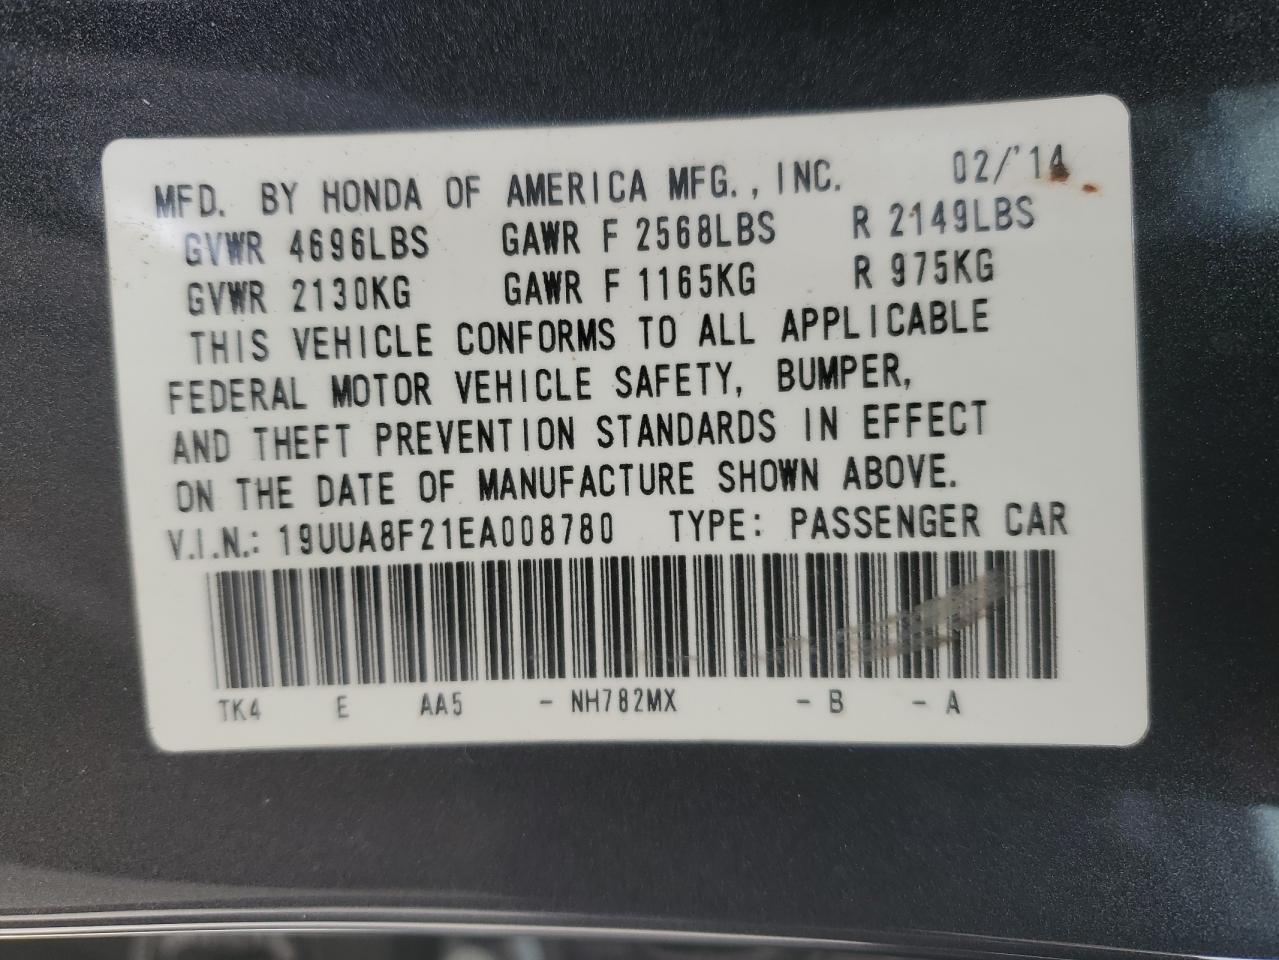 MFD. BY HONDA OF AMERICA MFG., INC. 02/'14
GVWR 4696LBS GAWR F 2568LBS R 2149LBS
GVWR 2130KG GAWR F 1165KG R 975KG
THIS VEHICLE CONFORMS TO ALL APPLICABLE
FEDERAL MOTOR VEHICLE SAFETY, BUMPER,
AND THEFT PREVENTION STANDARDS IN EFFECT
ON THE DATE OF MANUFACTURE SHOWN ABOVE.
V.I.N.: 19UUA8F21EA008780 TYPE: PASSENGER CAR
TK4 E AA5 - NH782MX - B - A